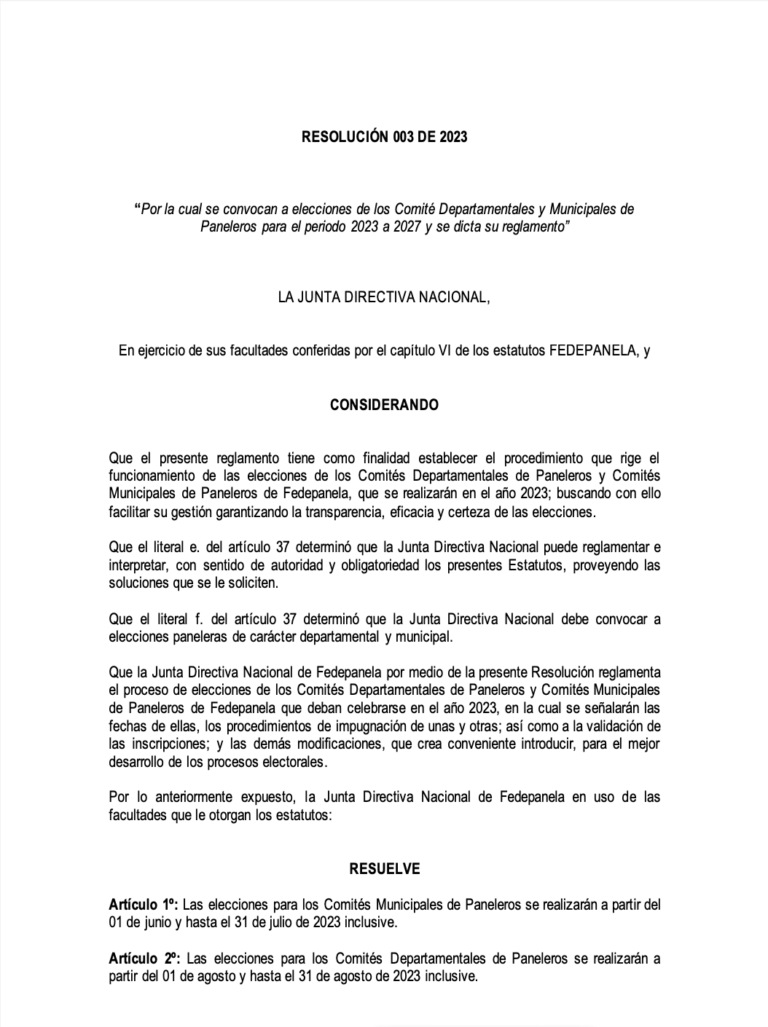 RESOLUCIÓN 003 DE 2023
“Por la cual se convocan a elecciones de los Comité Departamentales y Municipales de
Paneleros para el periodo 2023 a 2027 y se dicta su reglamento”
LA JUNTA DIRECTIVA NACIONAL,
En ejercicio de sus facultades conferidas por el capítulo VI de los estatutos FEDEPANELA, y
CONSIDERANDO
Que el presente reglamento tiene como finalidad establecer el procedimiento que rige el
funcionamiento de las elecciones de los Comités Departamentales de Paneleros y Comités
Municipales de Paneleros de Fedepanela, que se realizarán en el año 2023; buscando con ello
facilitar su gestión garantizando la transparencia, eficacia y certeza de las elecciones.
Que el literal e. del artículo 37 determinó que la Junta Directiva Nacional puede reglamentar e
interpretar, con sentido de autoridad y obligatoriedad los presentes Estatutos, proveyendo las
soluciones que se le soliciten.
Que el literal f. del artículo 37 determinó que la Junta Directiva Nacional debe convocar a
elecciones paneleras de carácter departamental y municipal.
Que la Junta Directiva Nacional de Fedepanela por medio de la presente Resolución reglamenta
el proceso de elecciones de los Comités Departamentales de Paneleros y Comités Municipales
de Paneleros de Fedepanela que deban celebrarse en el año 2023, en la cual se señalarán las
fechas de ellas, los procedimientos de impugnación de unas y otras; así como a la validación de
las inscripciones; y las demás modificaciones, que crea conveniente introducir, para el mejor
desarrollo de los procesos electorales.
Por lo anteriormente expuesto, la Junta Directiva Nacional de Fedepanela en uso de las
facultades que le otorgan los estatutos:
RESUELVE
Artículo 1º: Las elecciones para los Comités Municipales de Paneleros se realizarán a partir del
01 de junio y hasta el 31 de julio de 2023 inclusive.
Artículo 2º: Las elecciones para los Comités Departamentales de Paneleros se realizarán a
partir del 01 de agosto y hasta el 31 de agosto de 2023 inclusive.